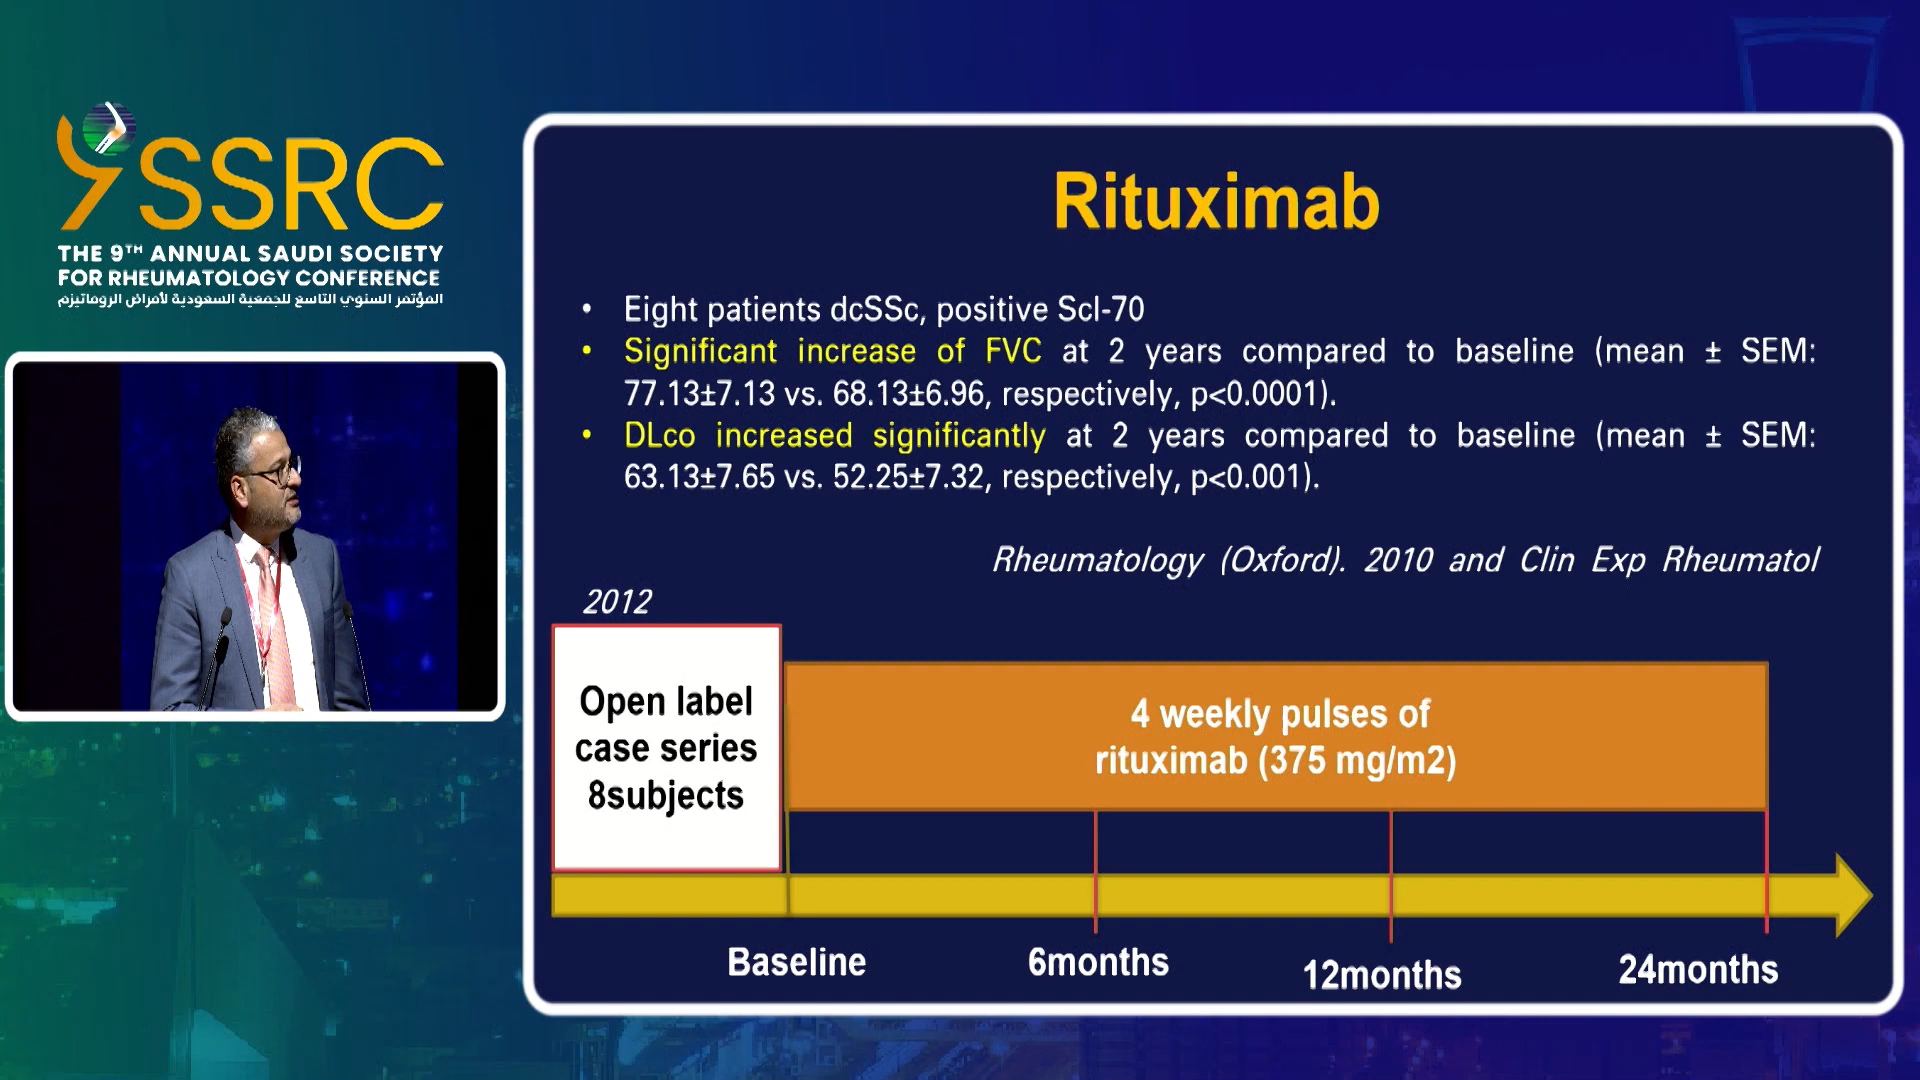 SSRC
THE 9TH ANNUAL SAUDI SOCIETY
FOR RHEUMATOLOGY CONFERENCE
المؤتمر السنوي التاسع للجمعية السعودية لأمراض الروماتيزم
Rituximab
• Eight patients dcSSc, positive Scl-70
• Significant increase of FVC at 2 years compared to baseline (mean ± SEM:
77.13±7.13 vs. 68.13±6.96, respectively, p<0.0001).
• DLco increased significantly at 2 years compared to baseline (mean ± SEM:
63.13±7.65 vs. 52.25±7.32, respectively, p<0.001).
Rheumatology (Oxford). 2010 and Clin Exp Rheumatol
2012
Open label
case series
8subjects
4 weekly pulses of
rituximab (375 mg/m2)
Baseline
6months
12months
24months